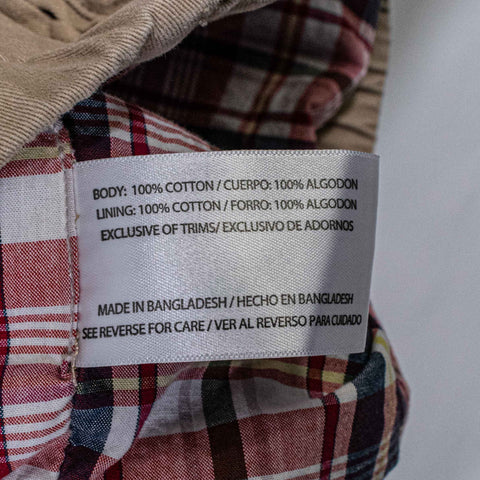 BODY: 100% COTTON / CUERPO: 100% ALGODON
LINING: 100% COTTON / FORRO: 100% ALGODON
EXCLUSIVE OF TRIMS/ EXCLUSIVO DE ADORNOS
MADE IN BANGLADESH / HECHO EN BANGLADESH
SEE REVERSE FOR CARE / VER AL REVERSO PARA CUIDADO